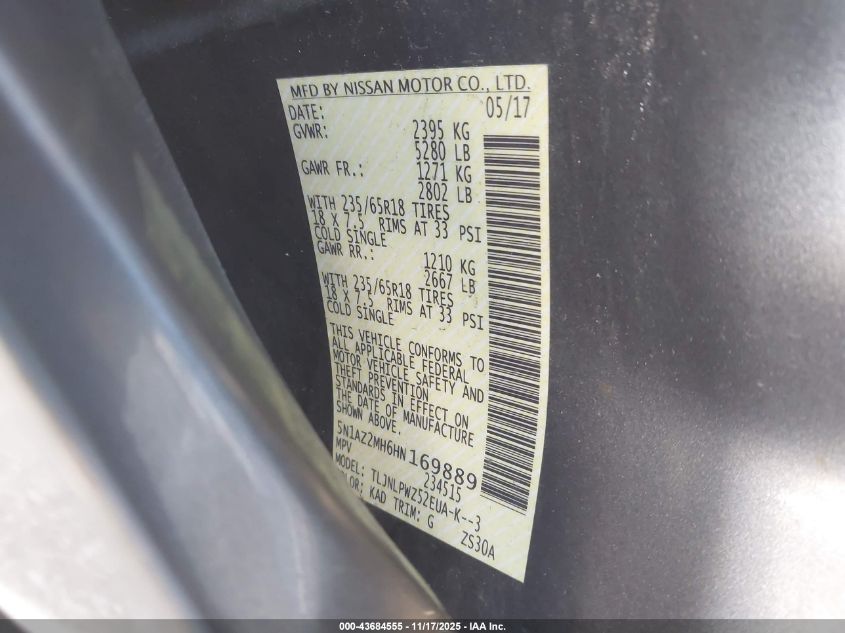 MFD BY NISSAN MOTOR CO., LTD.
DATE: 05/17
GVWR: 2395 KG
5280 LB
GAWR FR.: 1271 KG
2802 LB
WITH 235/65R18 TIRES
18 X 7.5 RIMS AT 33 PSI
COLD SINGLE
GAWR RR.: 1210 KG
2667 LB
WITH 235/65R18 TIRES
18 X 7.5 RIMS AT 33 PSI
COLD SINGLE
THIS VEHICLE CONFORMS TO
ALL APPLICABLE FEDERAL
MOTOR VEHICLE SAFETY AND
THEFT PREVENTION
STANDARDS IN EFFECT ON
THE DATE OF MANUFACTURE
SHOWN ABOVE.
5N1AZ2MH6HN169889
MPV 234515
MODEL: TLJNLPWZ52EUA-K--3
COLOR: KAD TRIM: G ZS30A
000-43684555 - 11/17/2025 - IAA Inc.